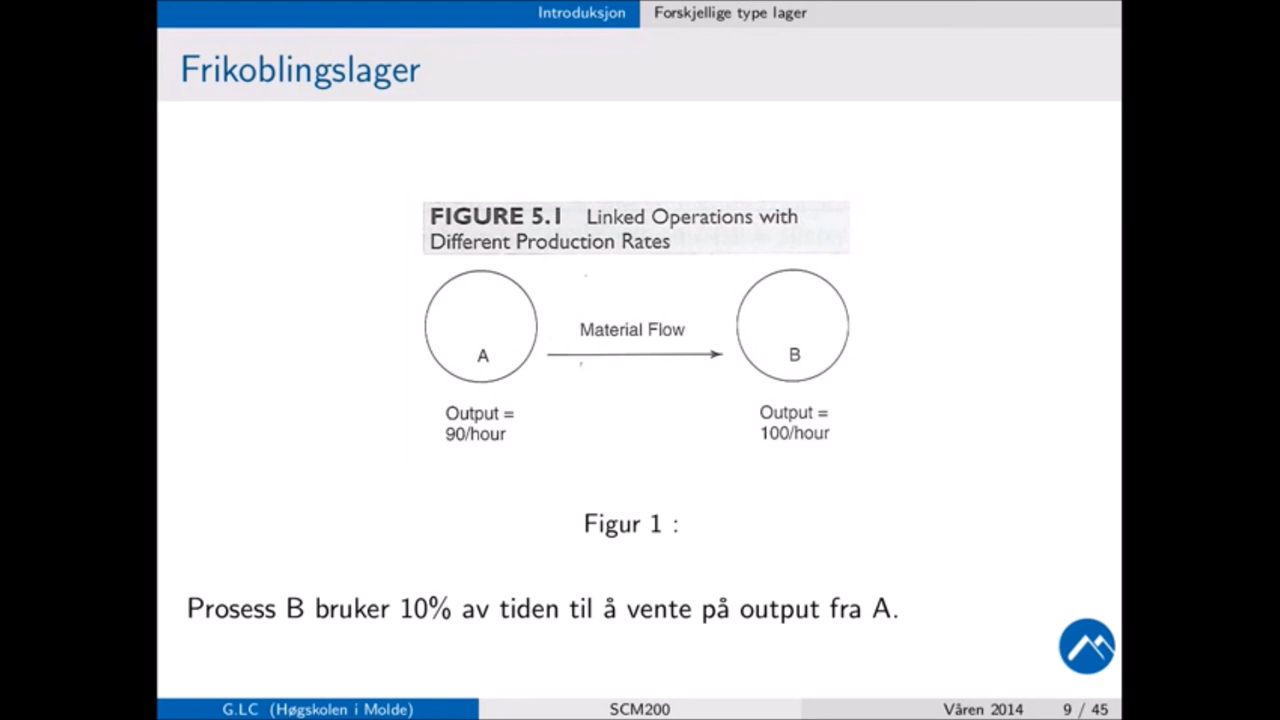 Introduksjon Forskjellige type lager
Frikoblingslager
FIGURE 5.1 Linked Operations with
Different Production Rates
Material Flow
A
B
Output =
90/hour
Output =
100/hour
Figur 1 :
Prosess B bruker 10% av tiden til å vente på output fra A.
G.LC (Høgskolen i Molde) SCM200 Våren 2014 9 / 45